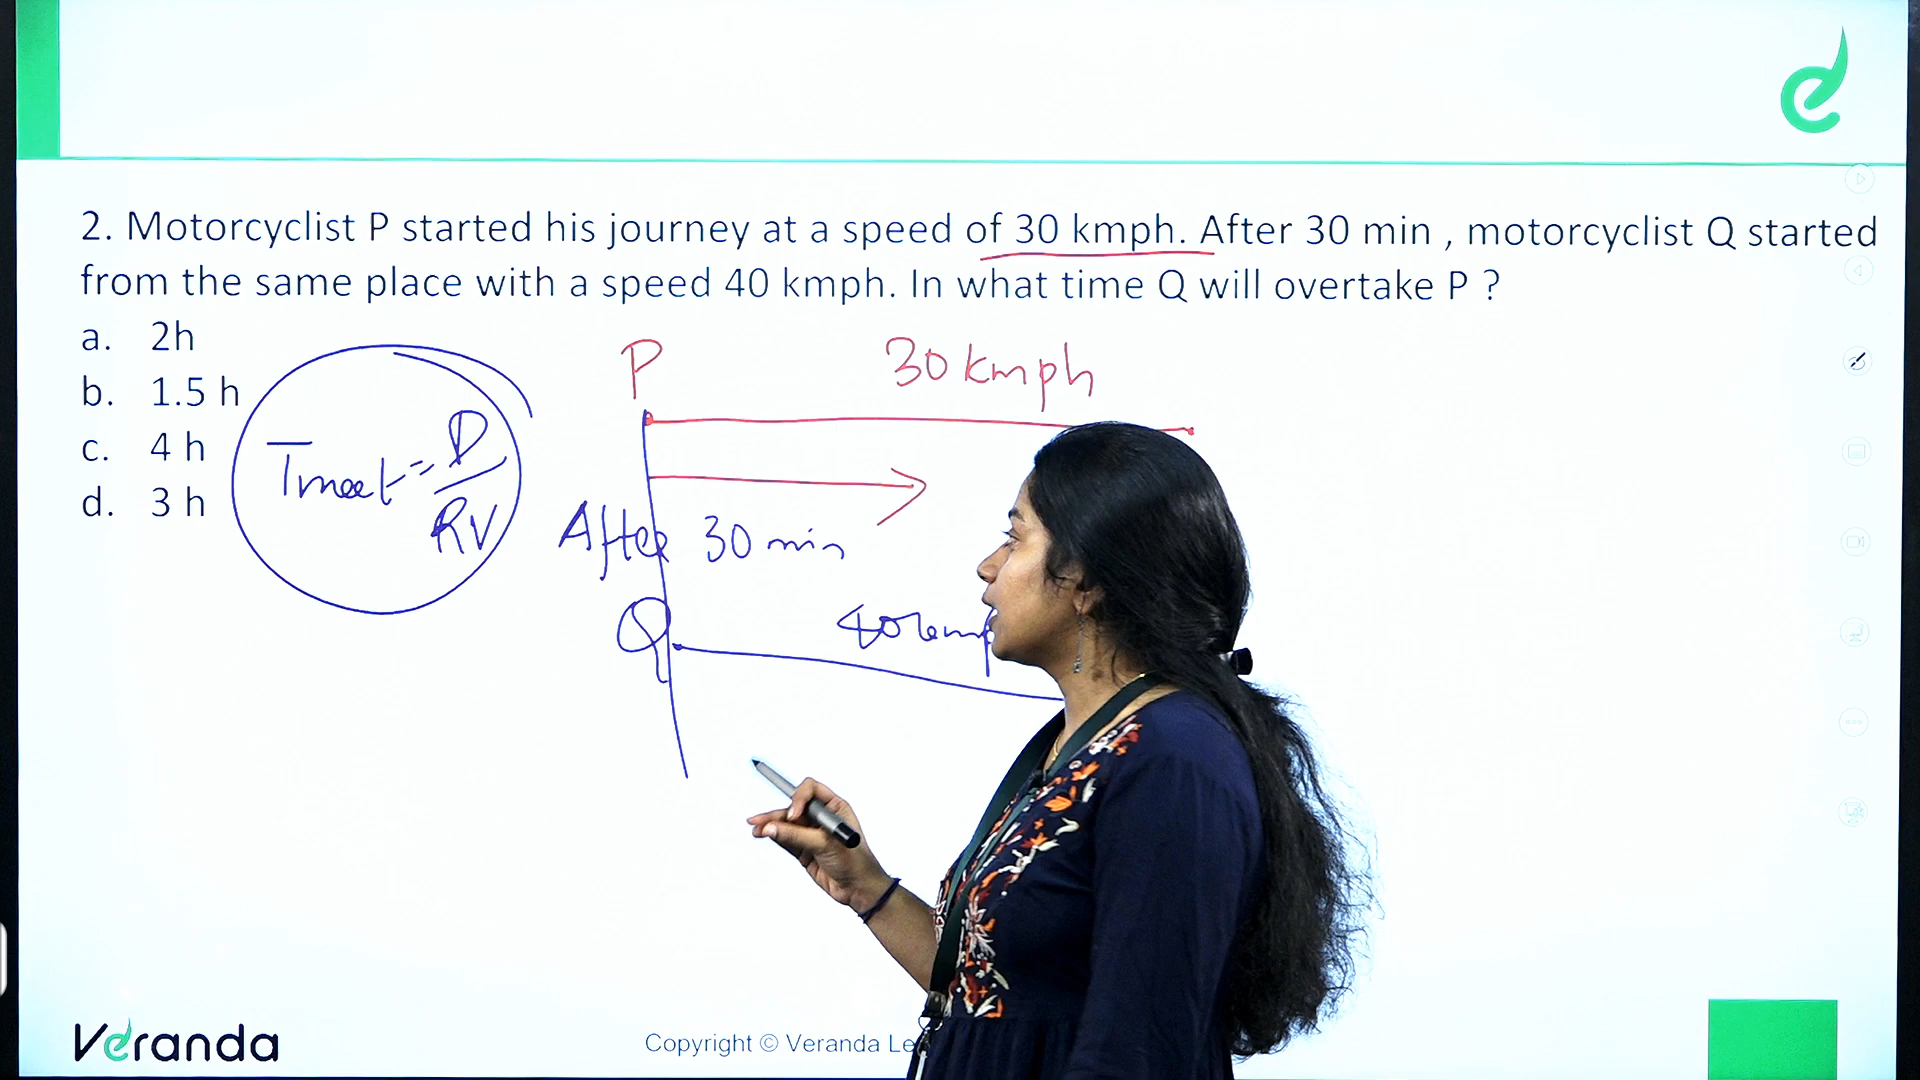 2. Motorcyclist P started his journey at a speed of 30 kmph. After 30 min , motorcyclist Q started
from the same place with a speed 40 kmph. In what time Q will overtake P ?
a. 2h
b. 1.5 h
c. 4 h
d. 3 h
P
30 kmph
Tmeet = D
RV
After 30 min
Q
Veranda
Copyright © Veranda